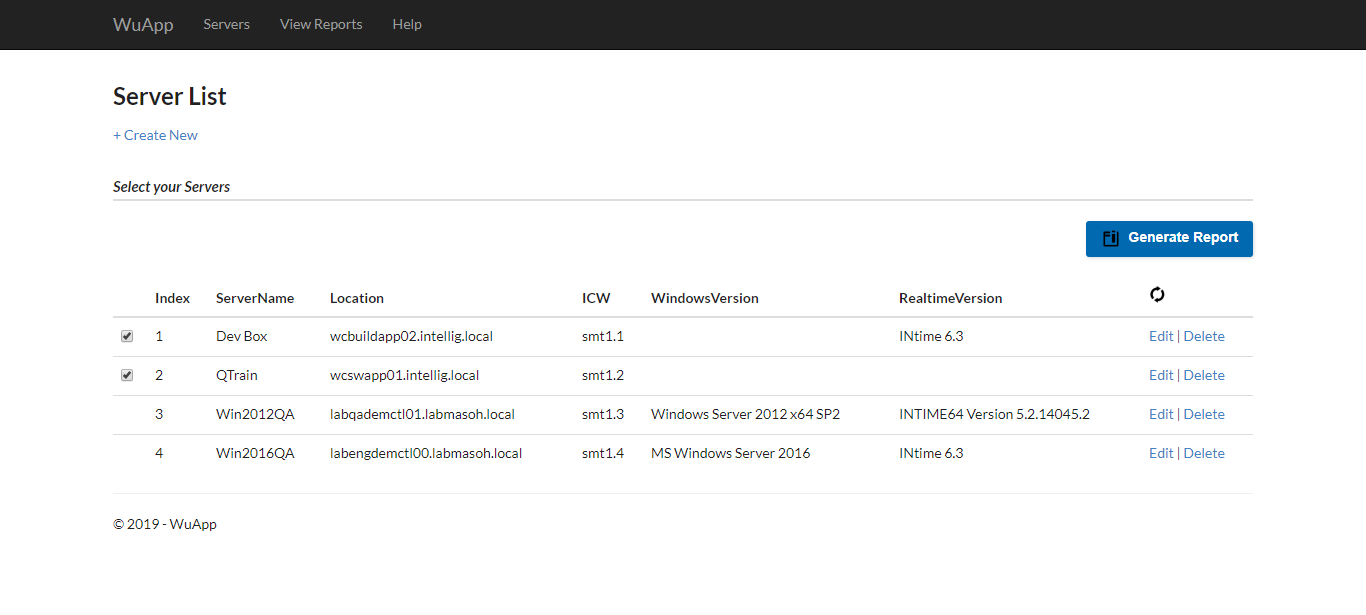 WuApp Servers View Reports Help
Server List
+ Create New
Select your Servers
Generate Report
Index ServerName Location ICW WindowsVersion RealtimeVersion
1 Dev Box wcbuildapp02.intellig.local smt1.1 INtime 6.3 Edit | Delete
2 QTrain wcswapp01.intellig.local smt1.2 Edit | Delete
3 Win2012QA labqademctl01.labmasoh.local smt1.3 Windows Server 2012 x64 SP2 INTIME64 Version 5.2.14045.2 Edit | Delete
4 Win2016QA labengdemctl00.labmasoh.local smt1.4 MS Windows Server 2016 INtime 6.3 Edit | Delete
© 2019 - WuApp